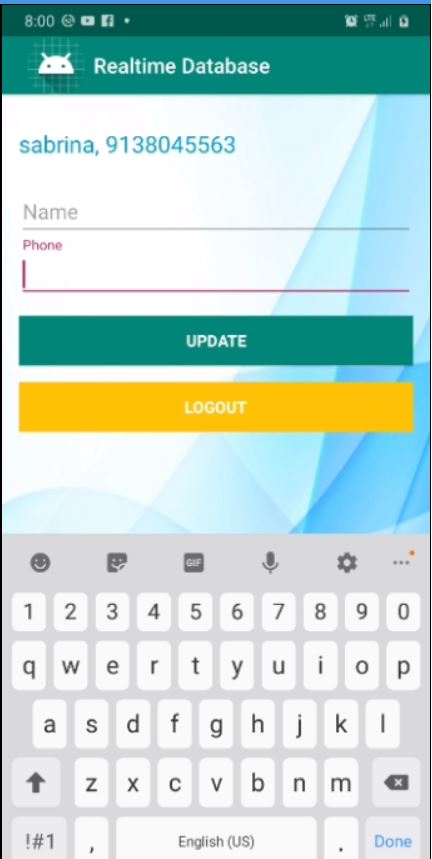 8:00
LTE
Realtime Database
sabrina, 9138045563
Name
Phone
UPDATE
LOGOUT
GIF
1 2 3 4 5 6 7 8 9 0
q w e r t y u i o p
a s d f g h j k l
z x c v b n m
!#1 , English (US) . Done